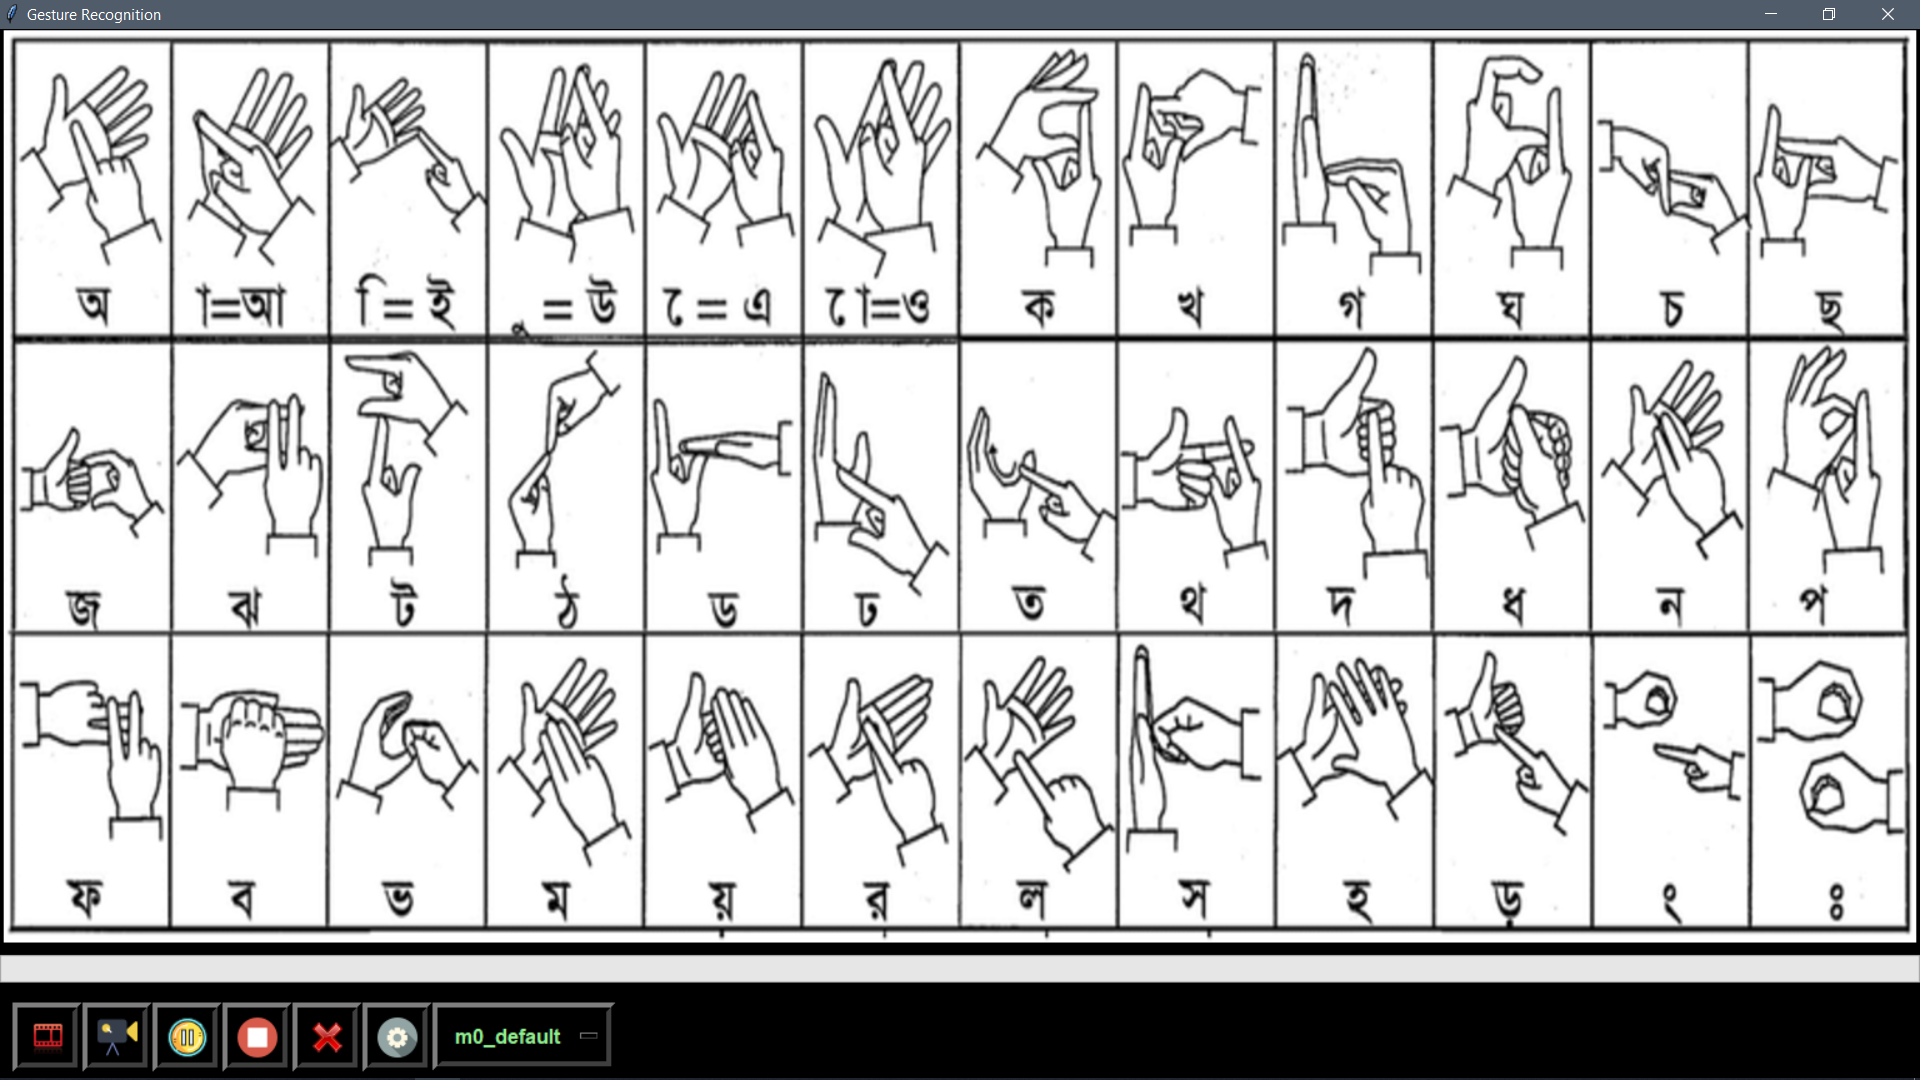 Gesture Recognition
অ া=আ ি = ই ু = উ ে = এ ো=ও ক খ গ ঘ চ ছ
জ ঝ ট ঠ ড ঢ ত থ দ ধ ন প
ফ ব ভ ম য় র ল স হ ড় ং ঃ
m0_default